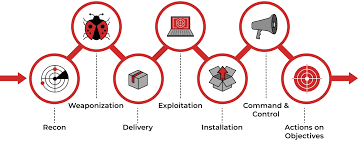 Recon
Weaponization
Delivery
Exploitation
Installation
Command &
Control
Actions on
Objectives